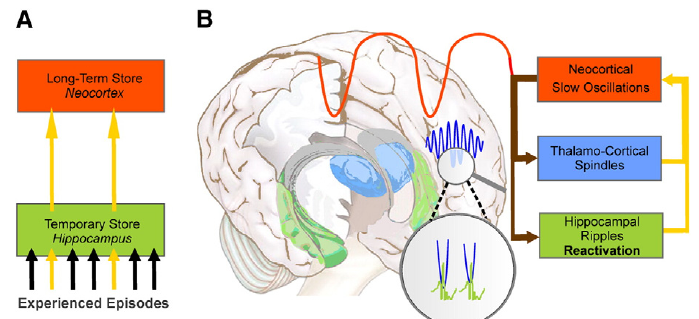 A
Long-Term Store
Neocortex
Temporary Store
Hippocampus
Experienced Episodes
B
Neocortical
Slow Oscillations
Thalamo-Cortical
Spindles
Hippocampal
Ripples
Reactivation